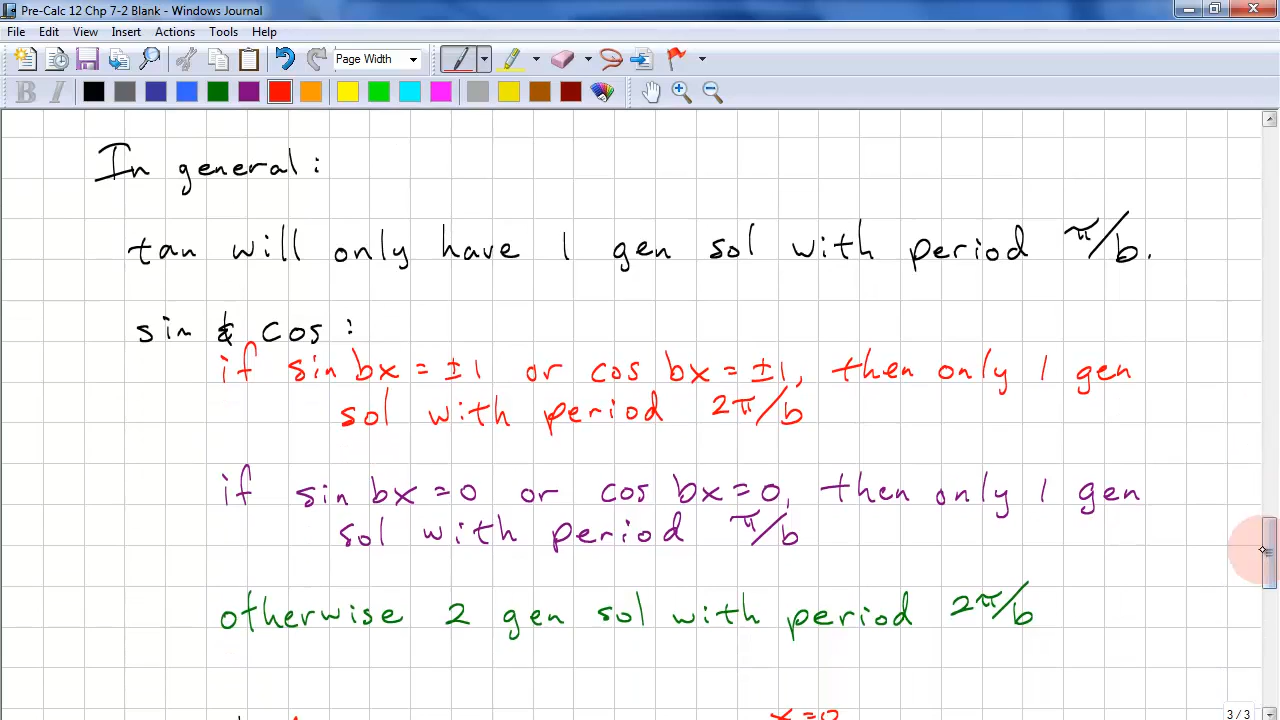 Pre-Calc 12 Chp 7-2 Blank - Windows Journal
File Edit View Insert Actions Tools Help
Page Width
B I
In general:
tan will only have 1 gen sol with period π/b.
sin & cos:
if sin bx = ±1 or cos bx = ±1, then only 1 gen
sol with period 2π/b
if sin bx = 0 or cos bx = 0, then only 1 gen
sol with period π/b
otherwise 2 gen sol with period 2π/b
x=0
3/3